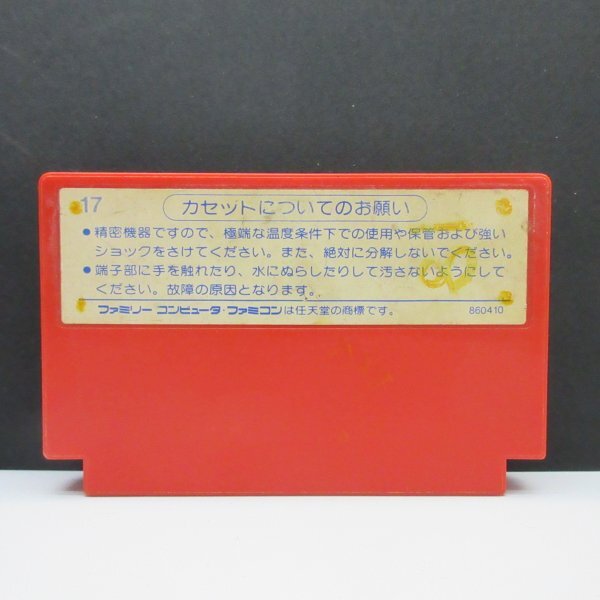 17
カセットについてのお願い
●精密機器ですので、極端な温度条件下での使用や保管および強い
ショックをさけてください。また、絶対に分解しないでください。
●端子部に手を触れたり、水にぬらしたりして汚さないようにして
ください。故障の原因となります。
ファミリー コンピュータ・ファミコンは任天堂の商標です。
860410